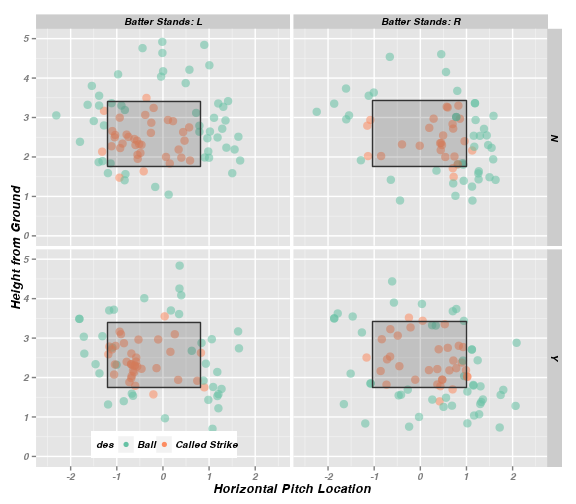 Batter Stands: L Batter Stands: R
5
4
3
2
1
0
N
5
4
3
2
1
0
Y
Height from Ground
des Ball Called Strike
-2 -1 0 1 2 -2 -1 0 1 2
Horizontal Pitch Location